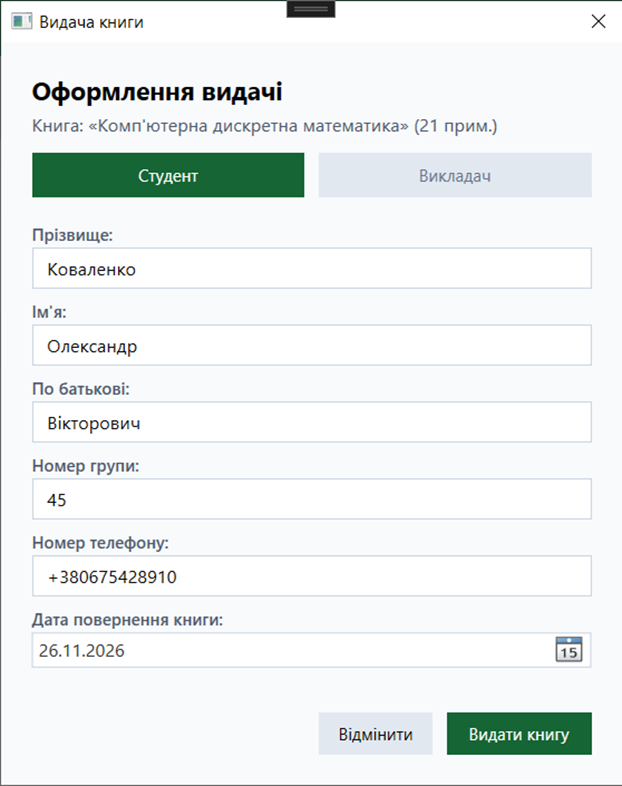 Видача книги
Оформлення видачі
Книга: «Комп'ютерна дискретна математика» (21 прим.)
Студент Викладач
Прізвище:
Коваленко
Ім'я:
Олександр
По батькові:
Вікторович
Номер групи:
45
Номер телефону:
+380675428910
Дата повернення книги:
26.11.2026 15
Відмінити Видати книгу